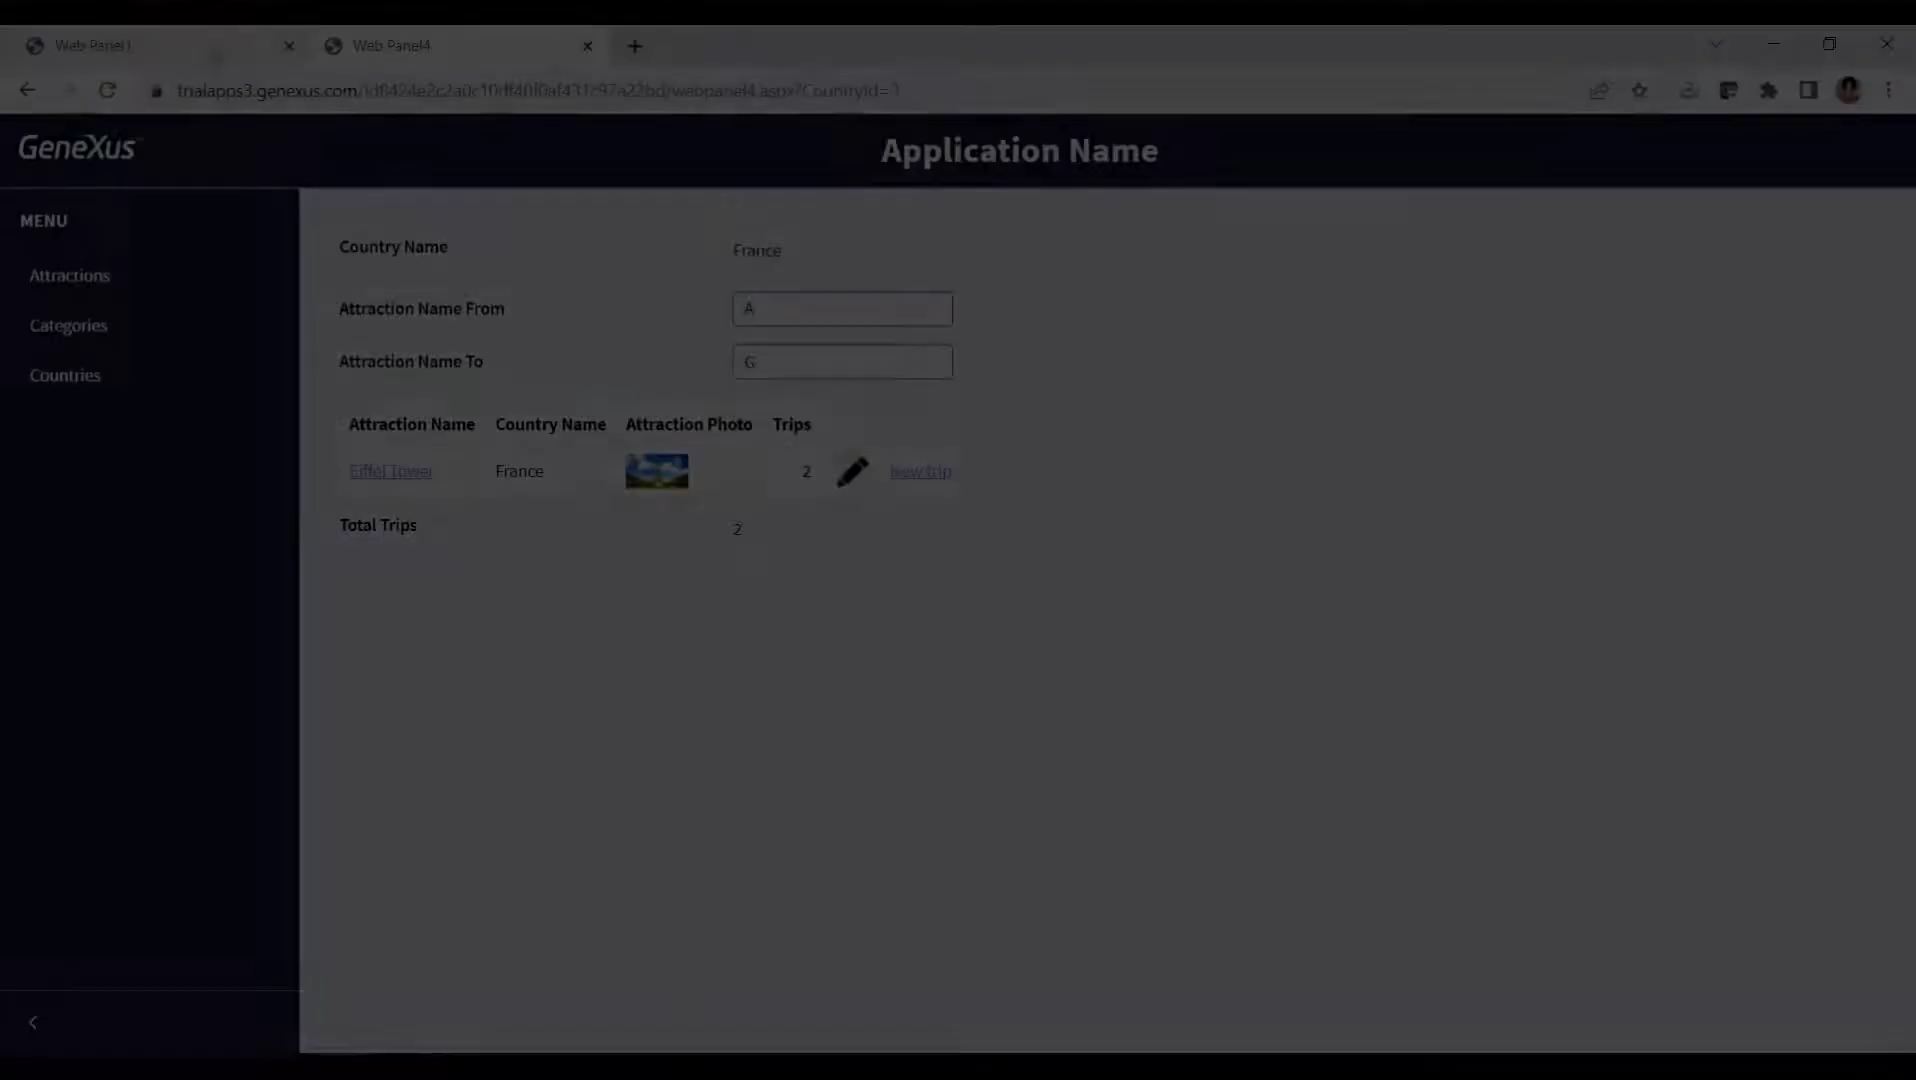 Web Panel1
Web Panel4
GeneXus
Application Name
MENU
Attractions
Categories
Countries
Country Name
France
Attraction Name From
A
Attraction Name To
G
Attraction Name Country Name Attraction Photo Trips
Eiffel Tower France 2 New trip
Total Trips
2